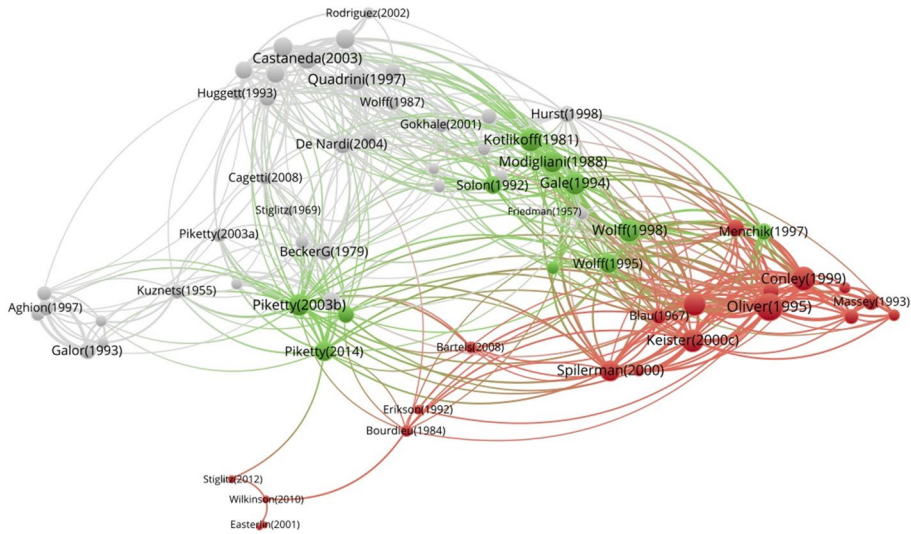 Rodriguez(2002)
Castaneda(2003)
Quadrini(1997)
Huggett(1993)
Wolff(1987)
Hurst(1998)
Gokhale(2001)
Kotlikoff(1981)
De Nardi(2004)
Modigliani(1988)
Cagetti(2008)
Solon(1992)
Gale(1994)
Stiglitz(1969)
Friedman(1957)
Piketty(2003a)
Wolff(1998)
Menchik(1997)
BeckerG(1979)
Wolff(1995)
Conley(1999)
Kuznets(1955)
Aghion(1997)
Piketty(2003b)
Massey(1993)
Oliver(1995)
Blau(1967)
Keister(2000c)
Galor(1993)
Piketty(2014)
Bartels(2008)
Spilerman(2000)
Erikson(1992)
Bourdieu(1984)
Stiglitz(2012)
Wilkinson(2010)
Easterlin(2001)